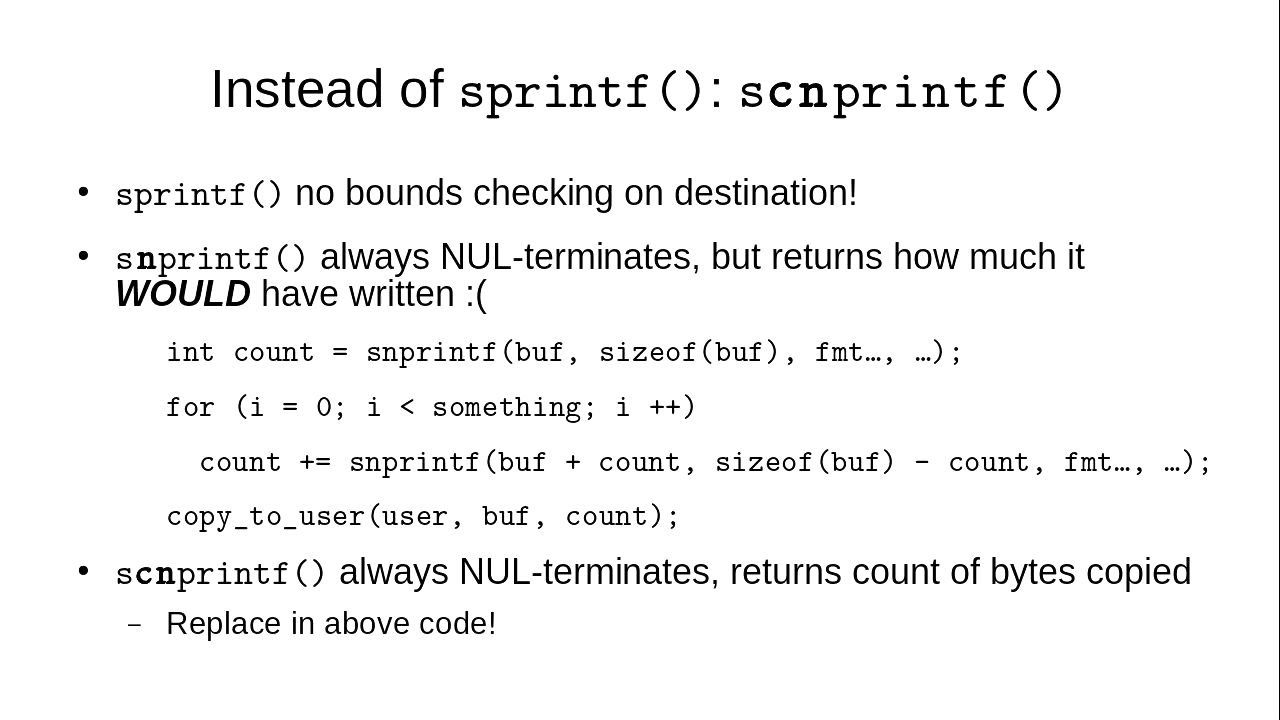 Instead of sprintf(): scnprintf()
• sprintf() no bounds checking on destination!
• snprintf() always NUL-terminates, but returns how much it
WOULD have written :(
int count = snprintf(buf, sizeof(buf), fmt…, …);
for (i = 0; i < something; i ++)
count += snprintf(buf + count, sizeof(buf) - count, fmt…, …);
copy_to_user(user, buf, count);
• scnprintf() always NUL-terminates, returns count of bytes copied
– Replace in above code!